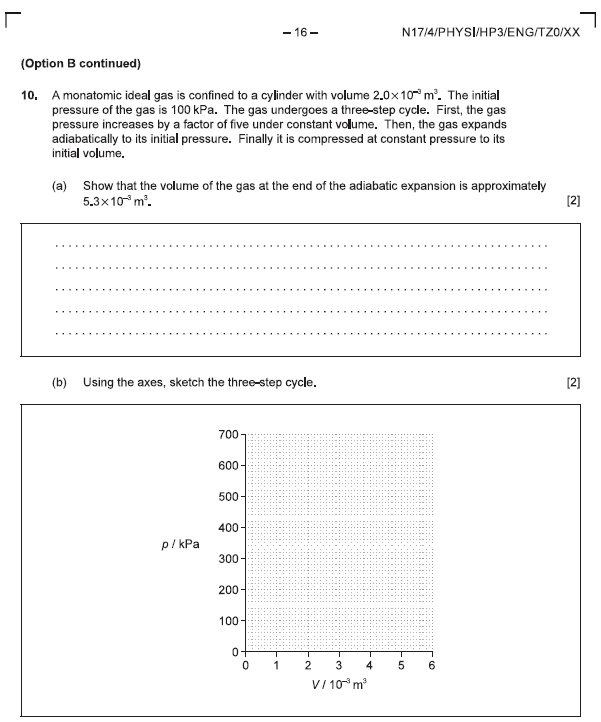 – 16 –
N17/4/PHYSI/HP3/ENG/TZ0/XX
(Option B continued)
10. A monatomic ideal gas is confined to a cylinder with volume 2.0×10⁻³ m³. The initial
pressure of the gas is 100 kPa. The gas undergoes a three-step cycle. First, the gas
pressure increases by a factor of five under constant volume. Then, the gas expands
adiabatically to its initial pressure. Finally it is compressed at constant pressure to its
initial volume.
(a) Show that the volume of the gas at the end of the adiabatic expansion is approximately
5.3×10⁻³ m³. [2]
(b) Using the axes, sketch the three-step cycle. [2]
700
600
500
400
p / kPa
300
200
100
0
0 1 2 3 4 5 6
V / 10⁻³ m³